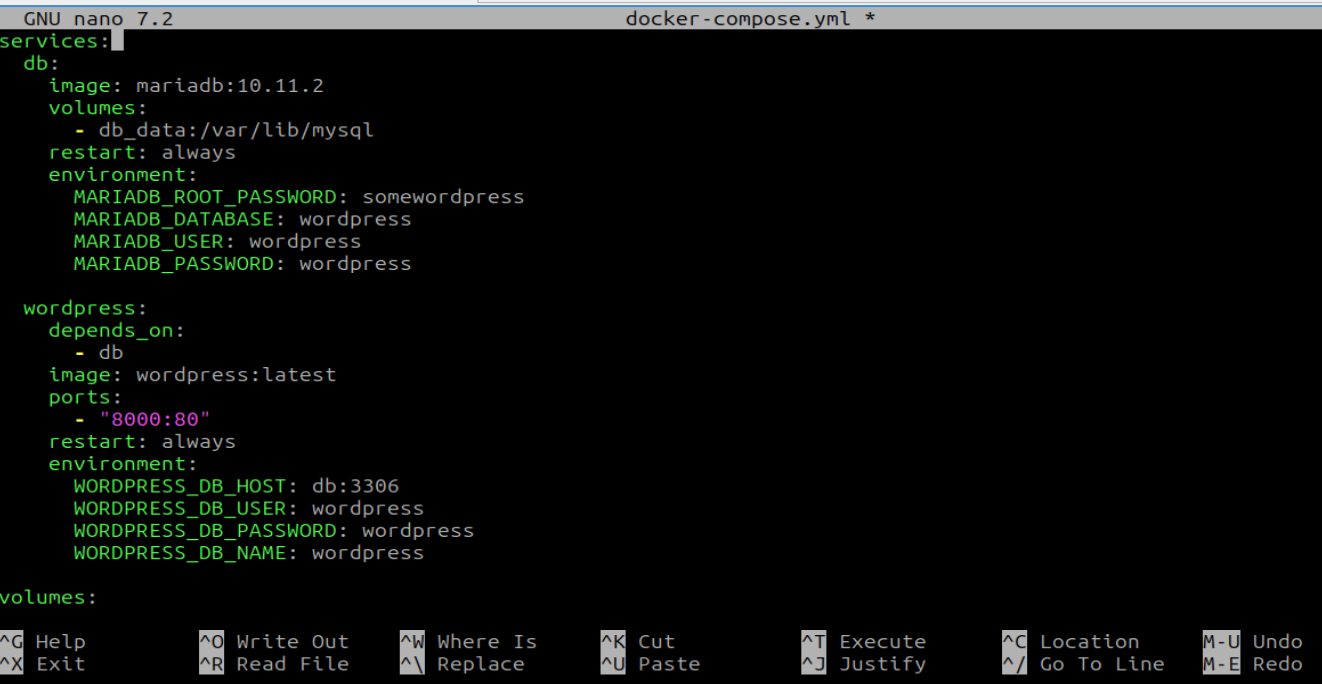 GNU nano 7.2 docker-compose.yml *
services:
  db:
    image: mariadb:10.11.2
    volumes:
      - db_data:/var/lib/mysql
    restart: always
    environment:
      MARIADB_ROOT_PASSWORD: somewordpress
      MARIADB_DATABASE: wordpress
      MARIADB_USER: wordpress
      MARIADB_PASSWORD: wordpress

  wordpress:
    depends_on:
      - db
    image: wordpress:latest
    ports:
      - "8000:80"
    restart: always
    environment:
      WORDPRESS_DB_HOST: db:3306
      WORDPRESS_DB_USER: wordpress
      WORDPRESS_DB_PASSWORD: wordpress
      WORDPRESS_DB_NAME: wordpress

volumes:
^G Help ^O Write Out ^W Where Is ^K Cut ^T Execute ^C Location M-U Undo
^X Exit ^R Read File ^\ Replace ^U Paste ^J Justify ^/ Go To Line M-E Redo